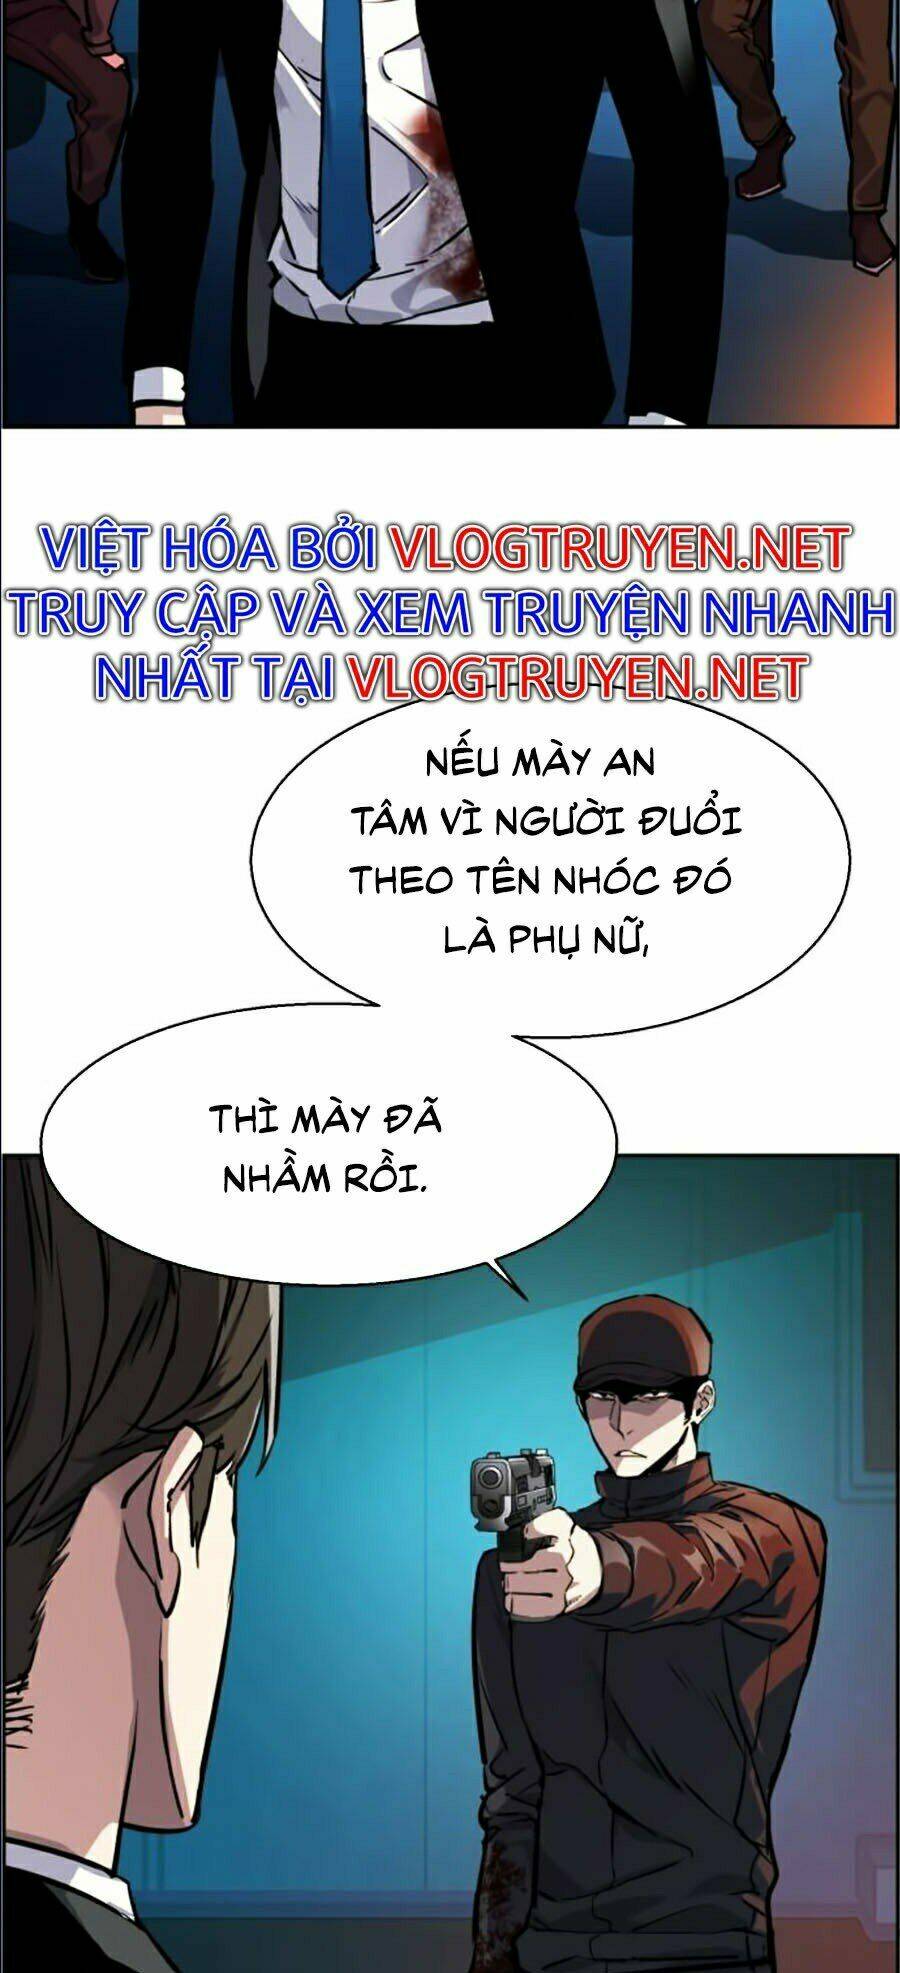 VIỆT HÓA BỞI VLOGTRUYEN.NET
TRUY CẬP VÀ XEM TRUYỆN NHANH
NHẤT TẠI VLOGTRUYEN.NET
NẾU MÀY AN
TÂM VÌ NGƯỜI ĐUỔI
THEO TÊN NHÓC ĐÓ
LÀ PHỤ NỮ,
THÌ MÀY ĐÃ
NHẦM RỒI.